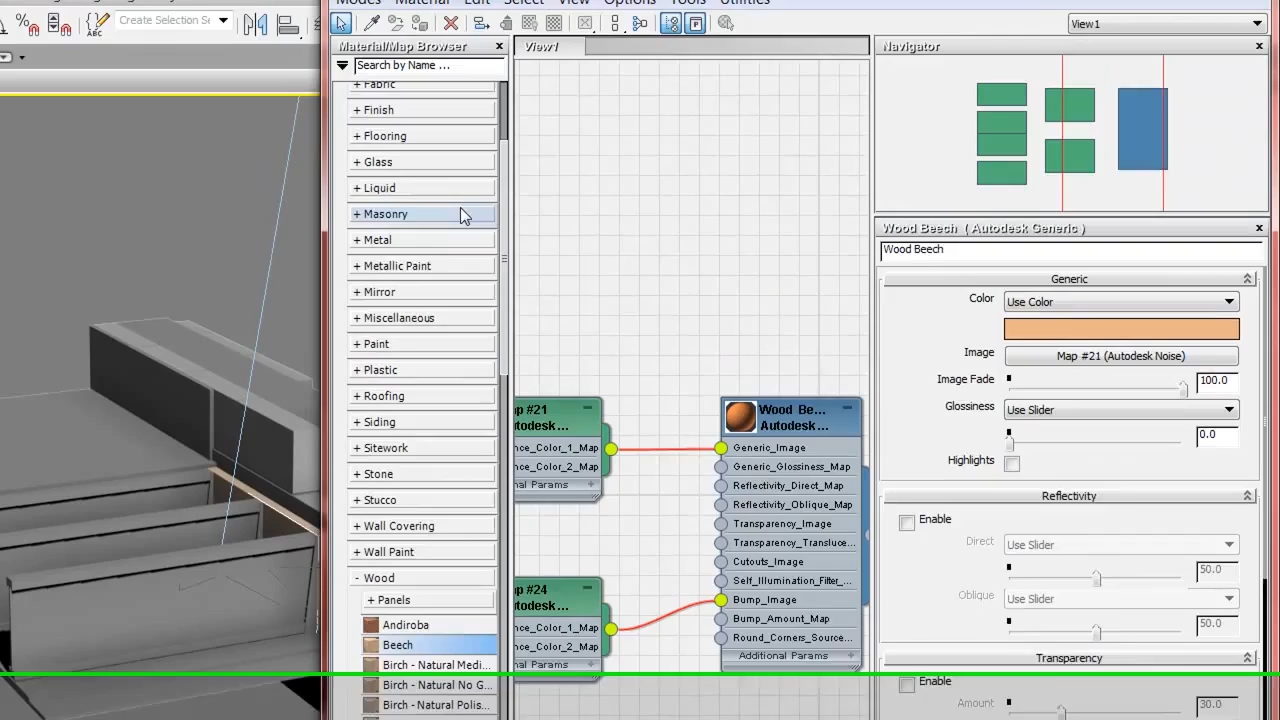 Modes Material Edit Select View Options Tools Utilities
ABC
Create Selection Se
View1
Material/Map Browser
Search by Name ...
+ Fabric
+ Finish
+ Flooring
+ Glass
+ Liquid
+ Masonry
+ Metal
+ Metallic Paint
+ Mirror
+ Miscellaneous
+ Paint
+ Plastic
+ Roofing
+ Siding
+ Sitework
+ Stone
+ Stucco
+ Wall Covering
+ Wall Paint
- Wood
+ Panels
Andiroba
Beech
Birch - Natural Medi...
Birch - Natural No G...
Birch - Natural Polis...
View1
ap #21
utodesk...
nce_Color_1_Map
nce_Color_2_Map
ional Params
ap #24
utodesk...
nce_Color_1_Map
nce_Color_2_Map
ional Params
Wood Be...
Autodesk...
Generic_Image
Generic_Glossiness_Map
Reflectivity_Direct_Map
Reflectivity_Oblique_Map
Transparency_Image
Transparency_Transluce...
Cutouts_Image
Self_Illumination_Filter_...
Bump_Image
Bump_Amount_Map
Round_Corners_Source...
Additional Params
Navigator
Wood Beech ( Autodesk Generic )
Wood Beech
Generic
Color Use Color
Image Map #21 (Autodesk Noise)
Image Fade 100.0
Glossiness Use Slider
0.0
Highlights
Reflectivity
Enable
Direct Use Slider
50.0
Oblique Use Slider
50.0
Transparency
Enable
Amount 30.0